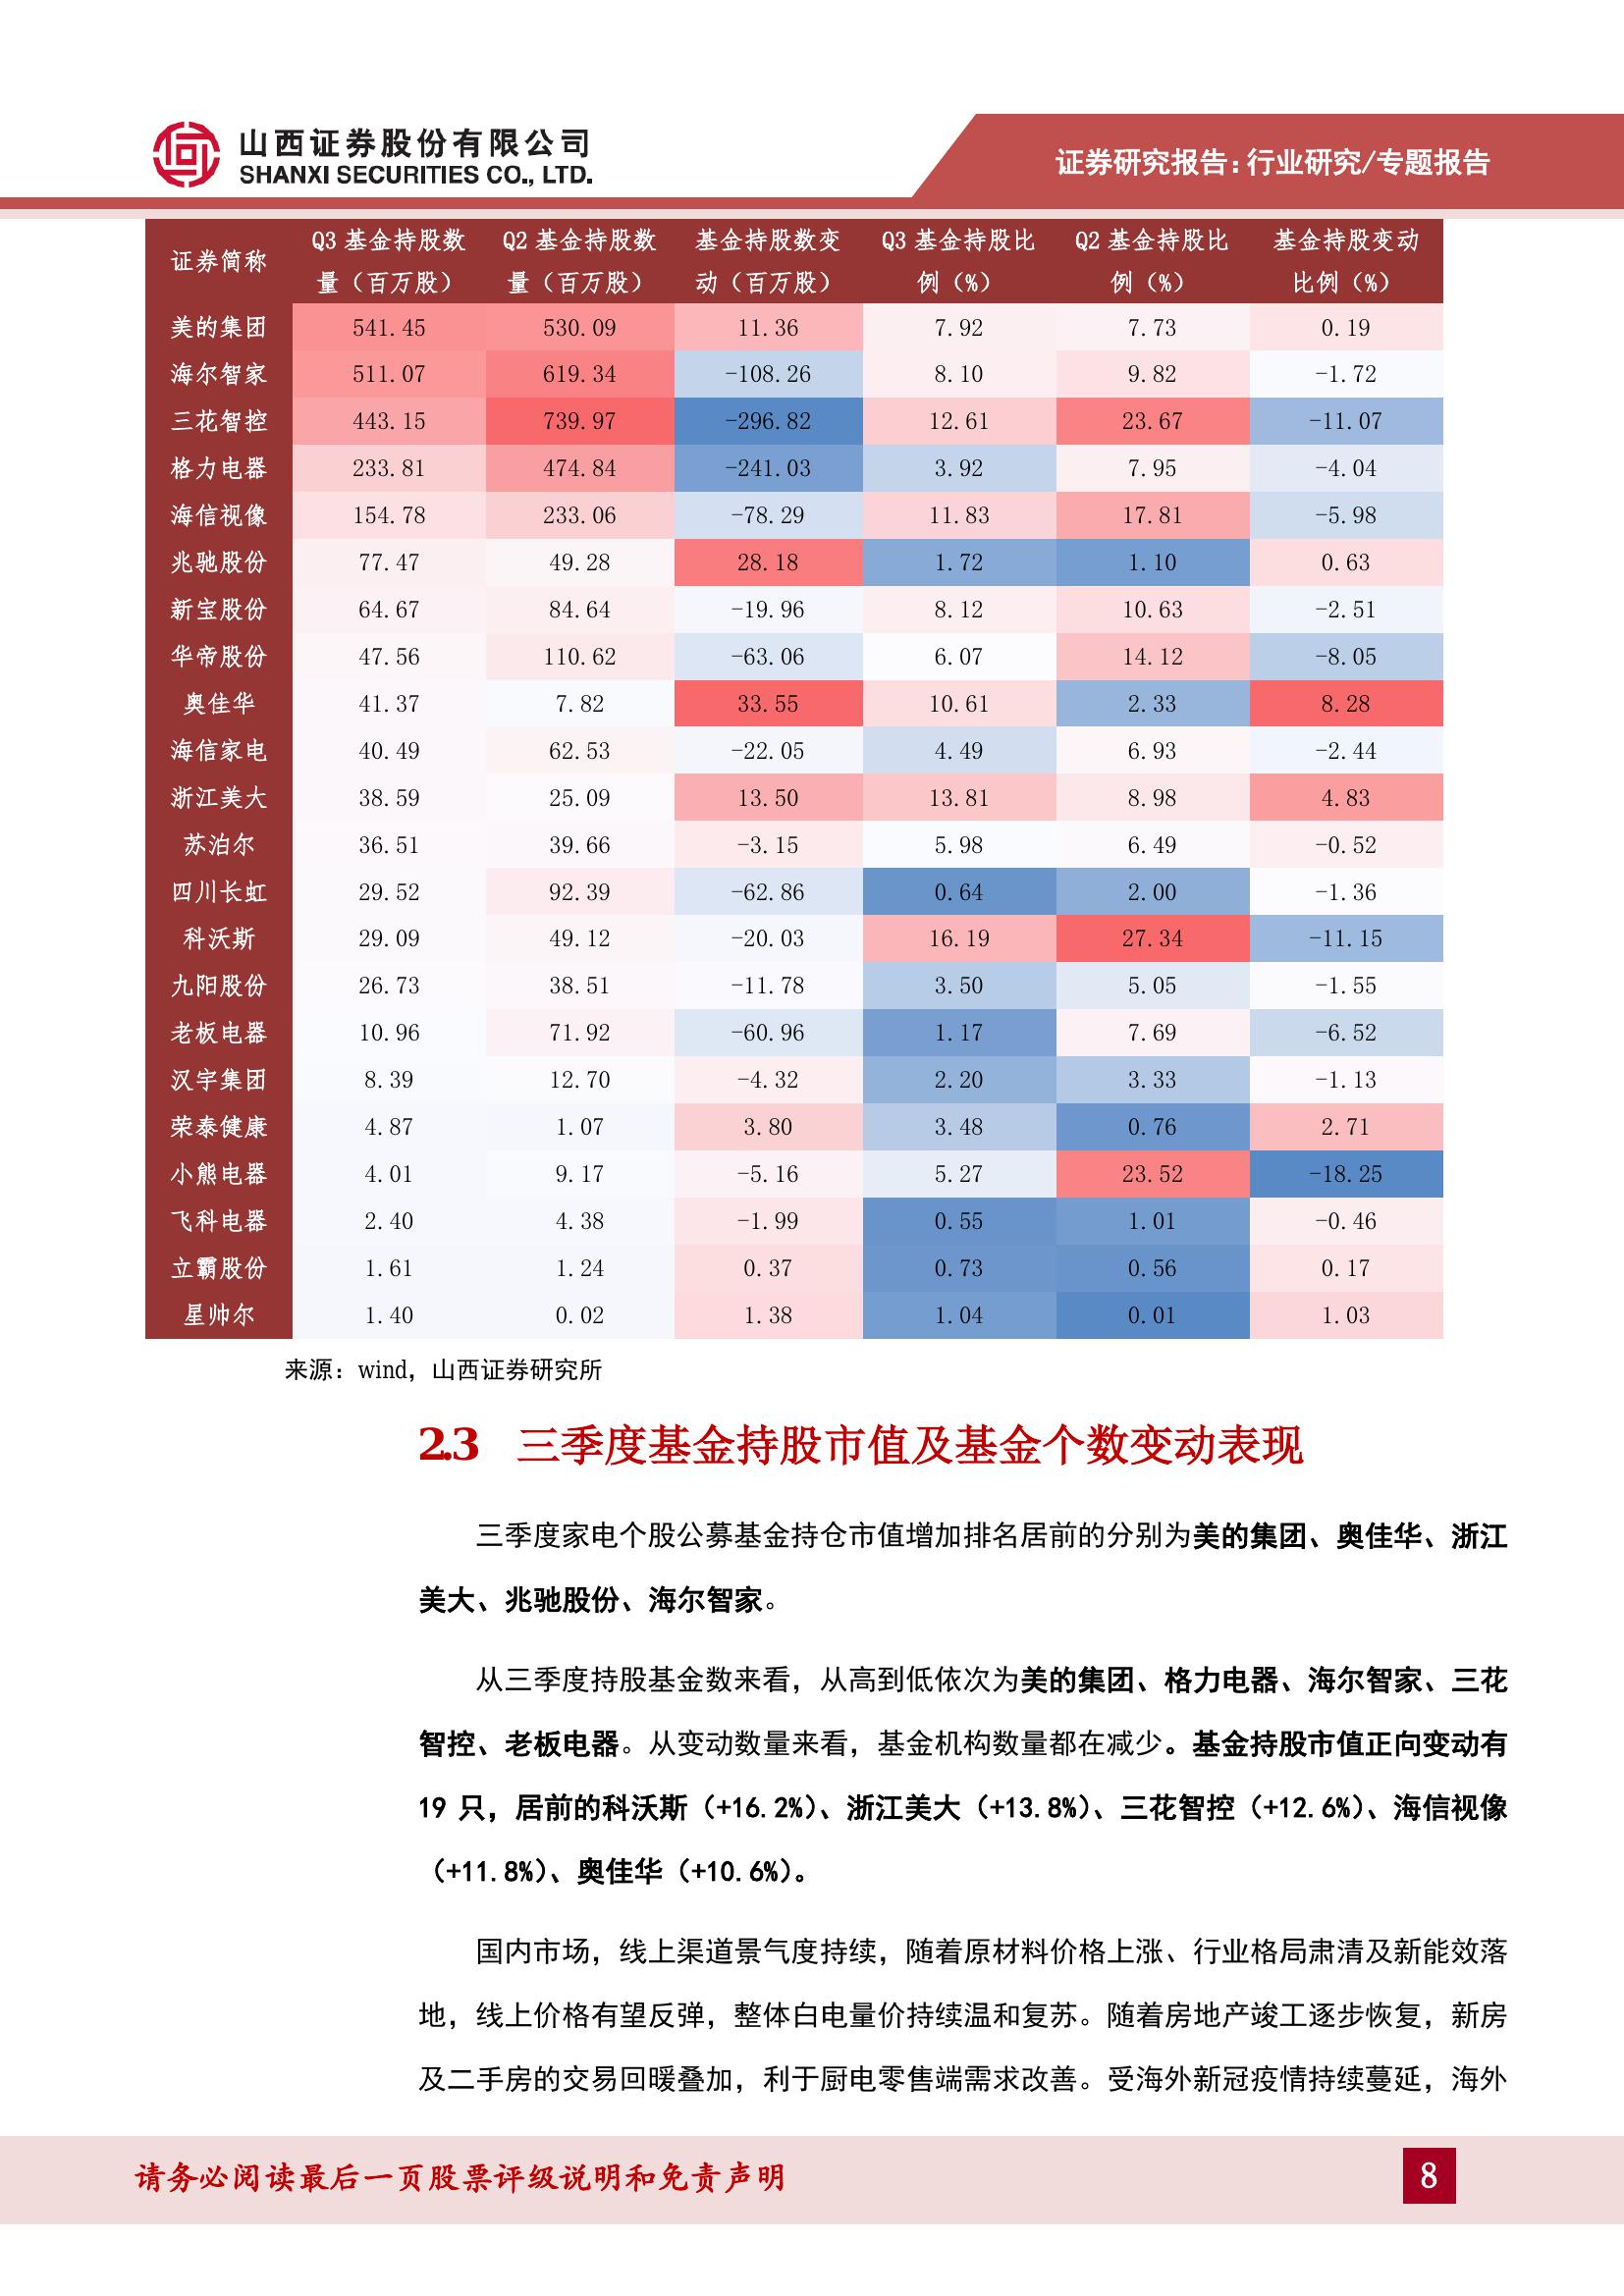 山西证券股份有限公司
SHANXI SECURITIES CO., LTD.
证券研究报告：行业研究/专题报告
证券简称 Q3 基金持股数量（百万股） Q2 基金持股数量（百万股） 基金持股数变动（百万股） Q3 基金持股比例（%） Q2 基金持股比例（%） 基金持股变动比例（%）
美的集团 541.45 530.09 11.36 7.92 7.73 0.19
海尔智家 511.07 619.34 -108.26 8.10 9.82 -1.72
三花智控 443.15 739.97 -296.82 12.61 23.67 -11.07
格力电器 233.81 474.84 -241.03 3.92 7.95 -4.04
海信视像 154.78 233.06 -78.29 11.83 17.81 -5.98
兆驰股份 77.47 49.28 28.18 1.72 1.10 0.63
新宝股份 64.67 84.64 -19.96 8.12 10.63 -2.51
华帝股份 47.56 110.62 -63.06 6.07 14.12 -8.05
奥佳华 41.37 7.82 33.55 10.61 2.33 8.28
海信家电 40.49 62.53 -22.05 4.49 6.93 -2.44
浙江美大 38.59 25.09 13.50 13.81 8.98 4.83
苏泊尔 36.51 39.66 -3.15 5.98 6.49 -0.52
四川长虹 29.52 92.39 -62.86 0.64 2.00 -1.36
科沃斯 29.09 49.12 -20.03 16.19 27.34 -11.15
九阳股份 26.73 38.51 -11.78 3.50 5.05 -1.55
老板电器 10.96 71.92 -60.96 1.17 7.69 -6.52
汉宇集团 8.39 12.70 -4.32 2.20 3.33 -1.13
荣泰健康 4.87 1.07 3.80 3.48 0.76 2.71
小熊电器 4.01 9.17 -5.16 5.27 23.52 -18.25
飞科电器 2.40 4.38 -1.99 0.55 1.01 -0.46
立霸股份 1.61 1.24 0.37 0.73 0.56 0.17
星帅尔 1.40 0.02 1.38 1.04 0.01 1.03
来源：wind，山西证券研究所
2.3 三季度基金持股市值及基金个数变动表现
三季度家电个股公募基金持仓市值增加排名居前的分别为美的集团、奥佳华、浙江
美大、兆驰股份、海尔智家。
从三季度持股基金数来看，从高到低依次为美的集团、格力电器、海尔智家、三花
智控、老板电器。从变动数量来看，基金机构数量都在减少。基金持股市值正向变动有
19 只，居前的科沃斯（+16.2%）、浙江美大（+13.8%）、三花智控（+12.6%）、海信视像
（+11.8%）、奥佳华（+10.6%）。
国内市场，线上渠道景气度持续，随着原材料价格上涨、行业格局肃清及新能效落
地，线上价格有望反弹，整体白电量价持续温和复苏。随着房地产竣工逐步恢复，新房
及二手房的交易回暖叠加，利于厨电零售端需求改善。受海外新冠疫情持续蔓延，海外
请务必阅读最后一页股票评级说明和免责声明
8